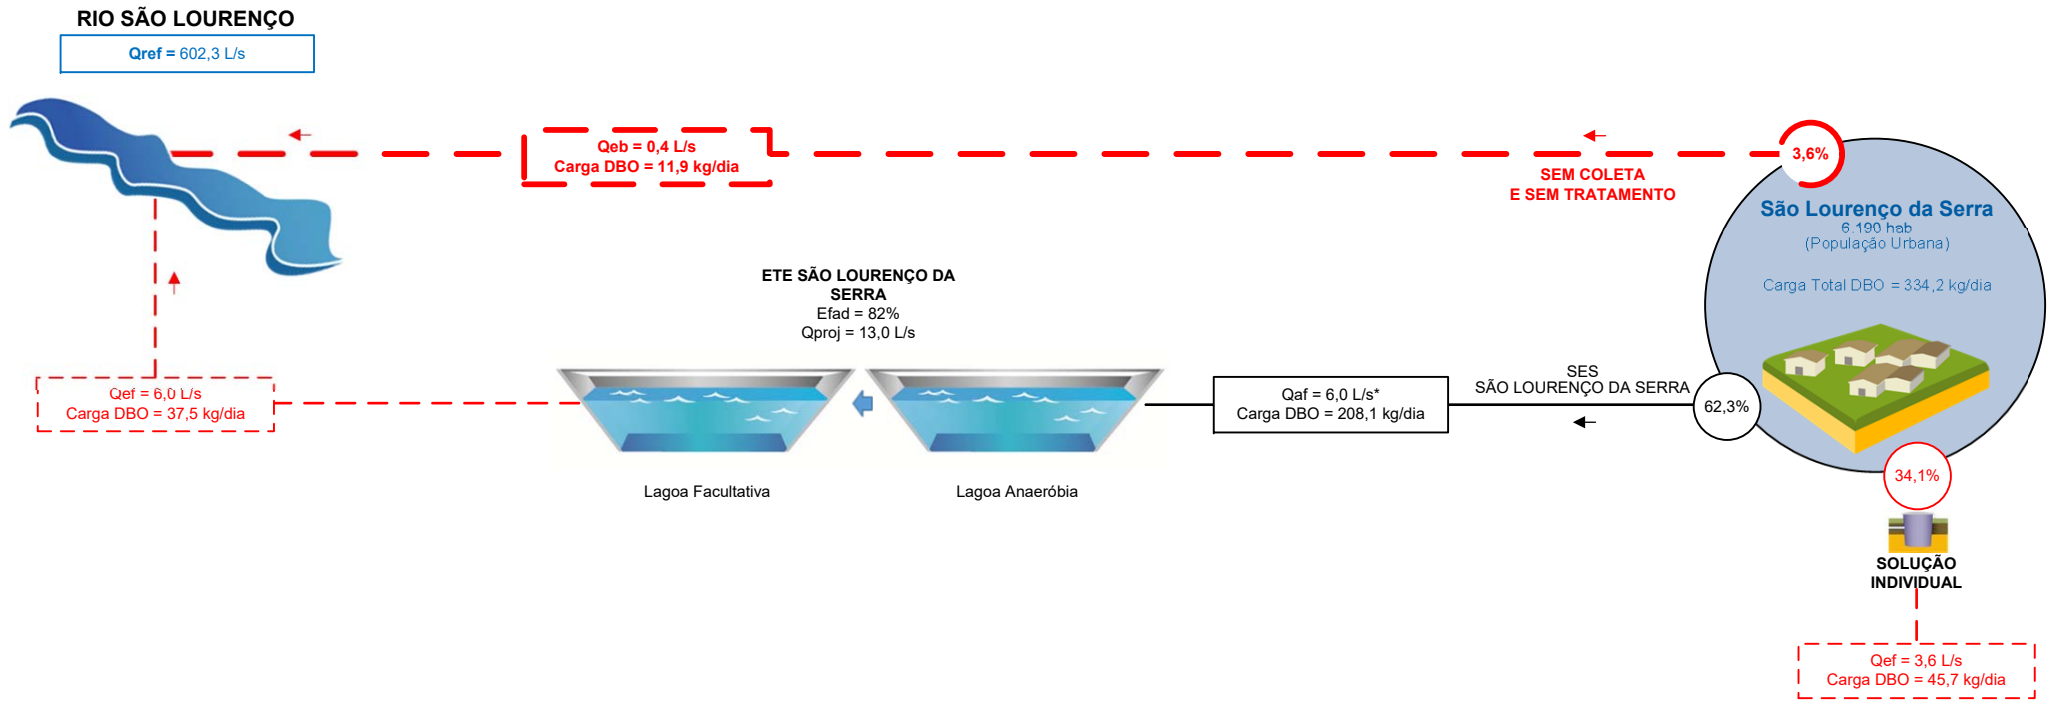 RIO SÃO LOURENÇO
Qref = 602,3 L/s
Qeb = 0,4 L/s
Carga DBO = 11,9 kg/dia
3,6%
SEM COLETA
E SEM TRATAMENTO
São Lourenço da Serra
6.190 hab
(População Urbana)
Carga Total DBO = 334,2 kg/dia
ETE SÃO LOURENÇO DA
SERRA
Efad = 82%
Qproj = 13,0 L/s
Qef = 6,0 L/s
Carga DBO = 37,5 kg/dia
Qaf = 6,0 L/s*
Carga DBO = 208,1 kg/dia
SES
SÃO LOURENÇO DA SERRA
62,3%
34,1%
Lagoa Facultativa
Lagoa Anaeróbia
SOLUÇÃO
INDIVIDUAL
Qef = 3,6 L/s
Carga DBO = 45,7 kg/dia